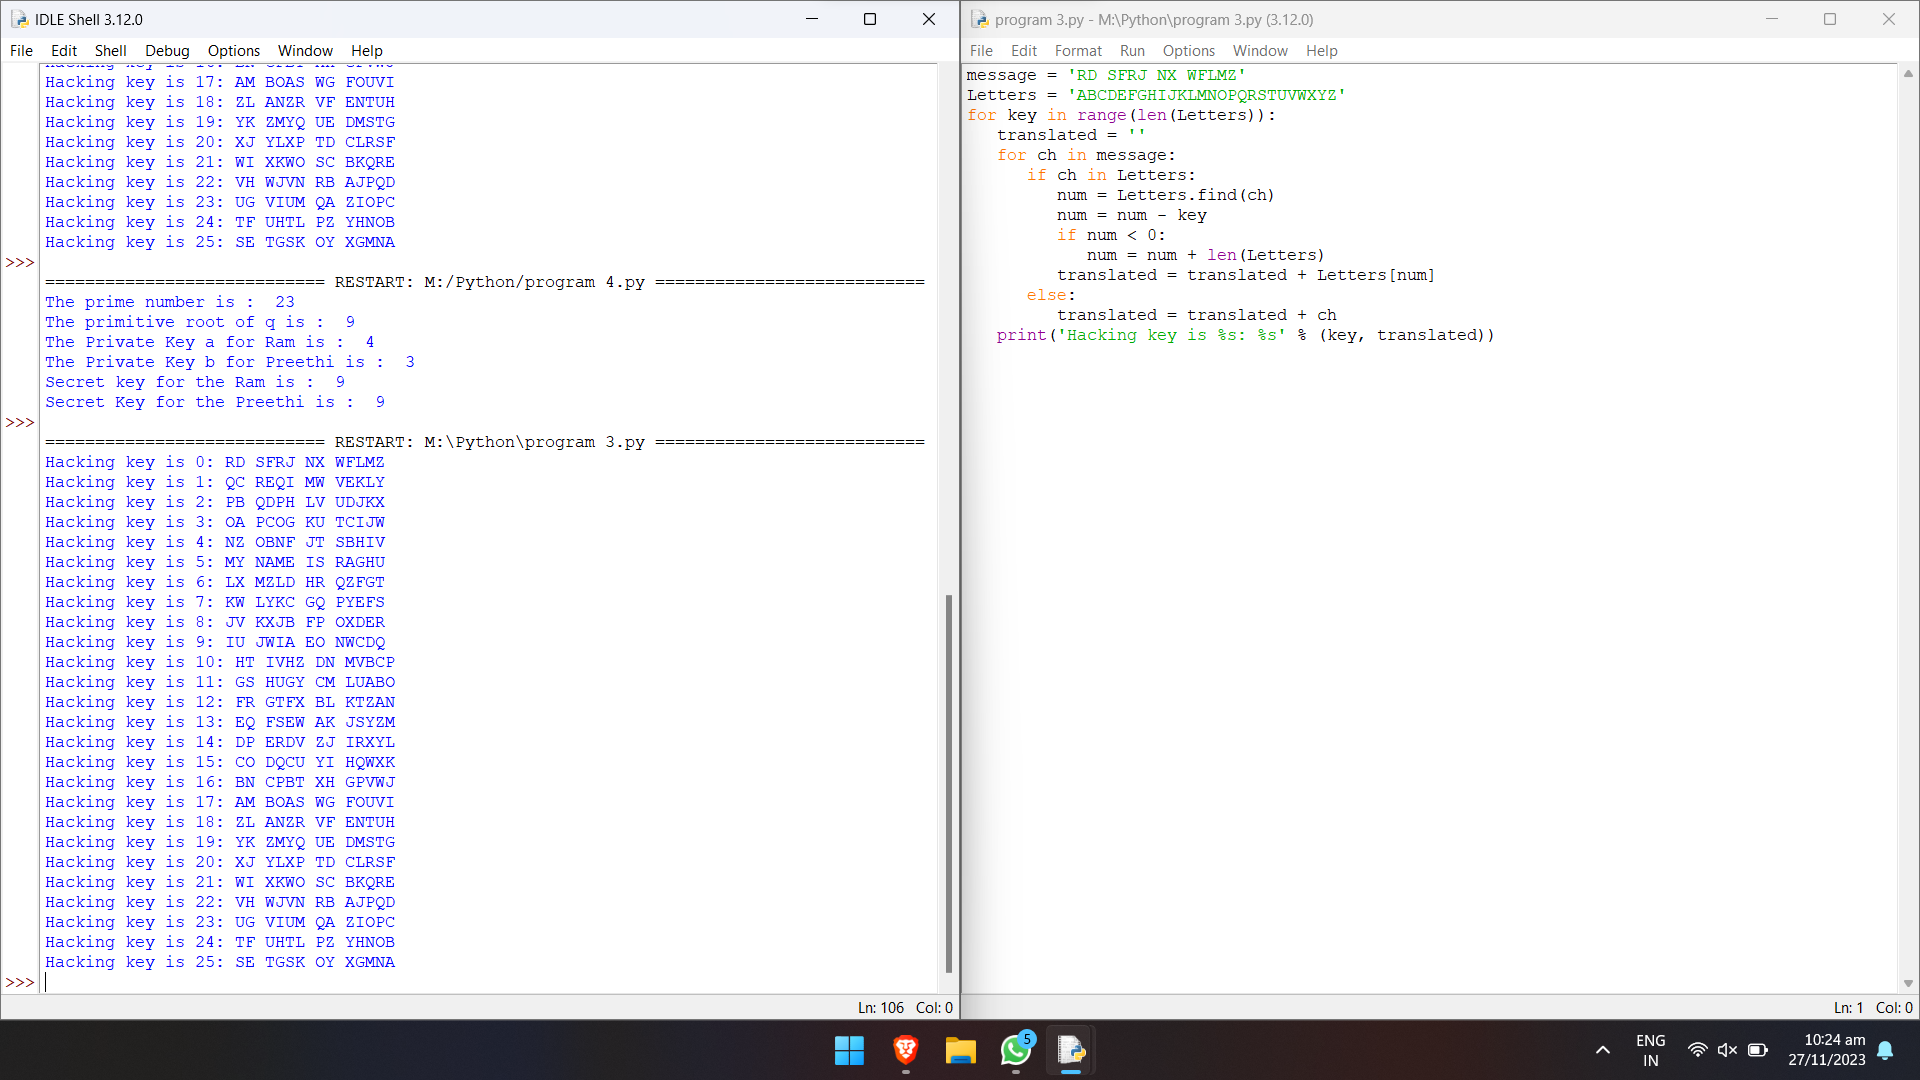 IDLE Shell 3.12.0
File Edit Shell Debug Options Window Help
Hacking key is 17: AM BOAS WG FOUVI
Hacking key is 18: ZL ANZR VF ENTUH
Hacking key is 19: YK ZMYQ UE DMSTG
Hacking key is 20: XJ YLXP TD CLRSF
Hacking key is 21: WI XKWO SC BKQRE
Hacking key is 22: VH WJVN RB AJPQD
Hacking key is 23: UG VIUM QA ZIOPC
Hacking key is 24: TF UHTL PZ YHNOB
Hacking key is 25: SE TGSK OY XGMNA
>>>
============================ RESTART: M:/Python/program 4.py ===========================
The prime number is :  23
The primitive root of q is :  9
The Private Key a for Ram is :  4
The Private Key b for Preethi is :  3
Secret key for the Ram is :  9
Secret Key for the Preethi is :  9
>>>
============================ RESTART: M:\Python\program 3.py ===========================
Hacking key is 0: RD SFRJ NX WFLMZ
Hacking key is 1: QC REQI MW VEKLY
Hacking key is 2: PB QDPH LV UDJKX
Hacking key is 3: OA PCOG KU TCIJW
Hacking key is 4: NZ OBNF JT SBHIV
Hacking key is 5: MY NAME IS RAGHU
Hacking key is 6: LX MZLD HR QZFGT
Hacking key is 7: KW LYKC GQ PYEFS
Hacking key is 8: JV KXJB FP OXDER
Hacking key is 9: IU JWIA EO NWCDQ
Hacking key is 10: HT IVHZ DN MVBCP
Hacking key is 11: GS HUGY CM LUABO
Hacking key is 12: FR GTFX BL KTZAN
Hacking key is 13: EQ FSEW AK JSYZM
Hacking key is 14: DP ERDV ZJ IRXYL
Hacking key is 15: CO DQCU YI HQWXK
Hacking key is 16: BN CPBT XH GPVWJ
Hacking key is 17: AM BOAS WG FOUVI
Hacking key is 18: ZL ANZR VF ENTUH
Hacking key is 19: YK ZMYQ UE DMSTG
Hacking key is 20: XJ YLXP TD CLRSF
Hacking key is 21: WI XKWO SC BKQRE
Hacking key is 22: VH WJVN RB AJPQD
Hacking key is 23: UG VIUM QA ZIOPC
Hacking key is 24: TF UHTL PZ YHNOB
Hacking key is 25: SE TGSK OY XGMNA
>>>
Ln: 106 Col: 0
program 3.py - M:\Python\program 3.py (3.12.0)
File Edit Format Run Options Window Help
message = 'RD SFRJ NX WFLMZ'
Letters = 'ABCDEFGHIJKLMNOPQRSTUVWXYZ'
for key in range(len(Letters)):
   translated = ''
   for ch in message:
      if ch in Letters:
         num = Letters.find(ch)
         num = num - key
         if num < 0:
            num = num + len(Letters)
         translated = translated + Letters[num]
      else:
         translated = translated + ch
   print('Hacking key is %s: %s' % (key, translated))
Ln: 1 Col: 0
5
ENG
IN
10:24 am
27/11/2023